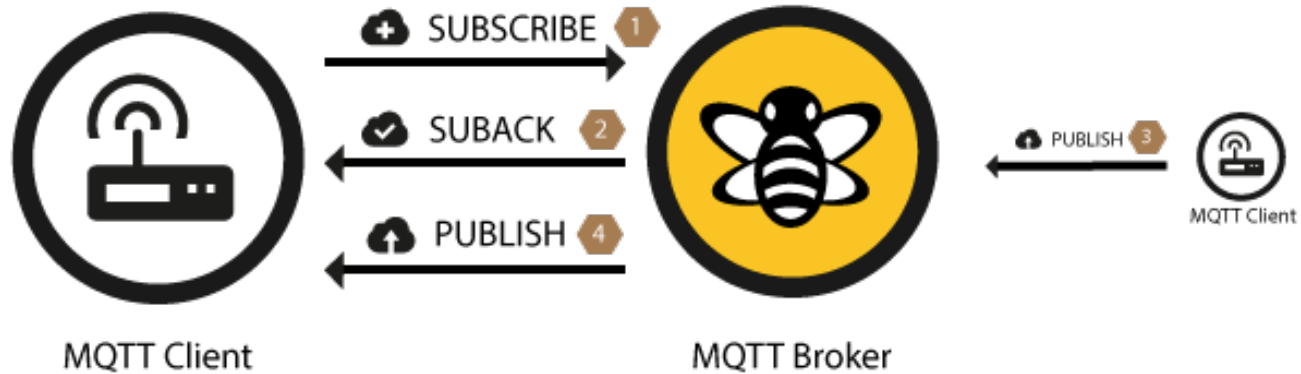 SUBSCRIBE 1
SUBACK 2
PUBLISH 3
MQTT Client
PUBLISH 4
MQTT Client
MQTT Broker